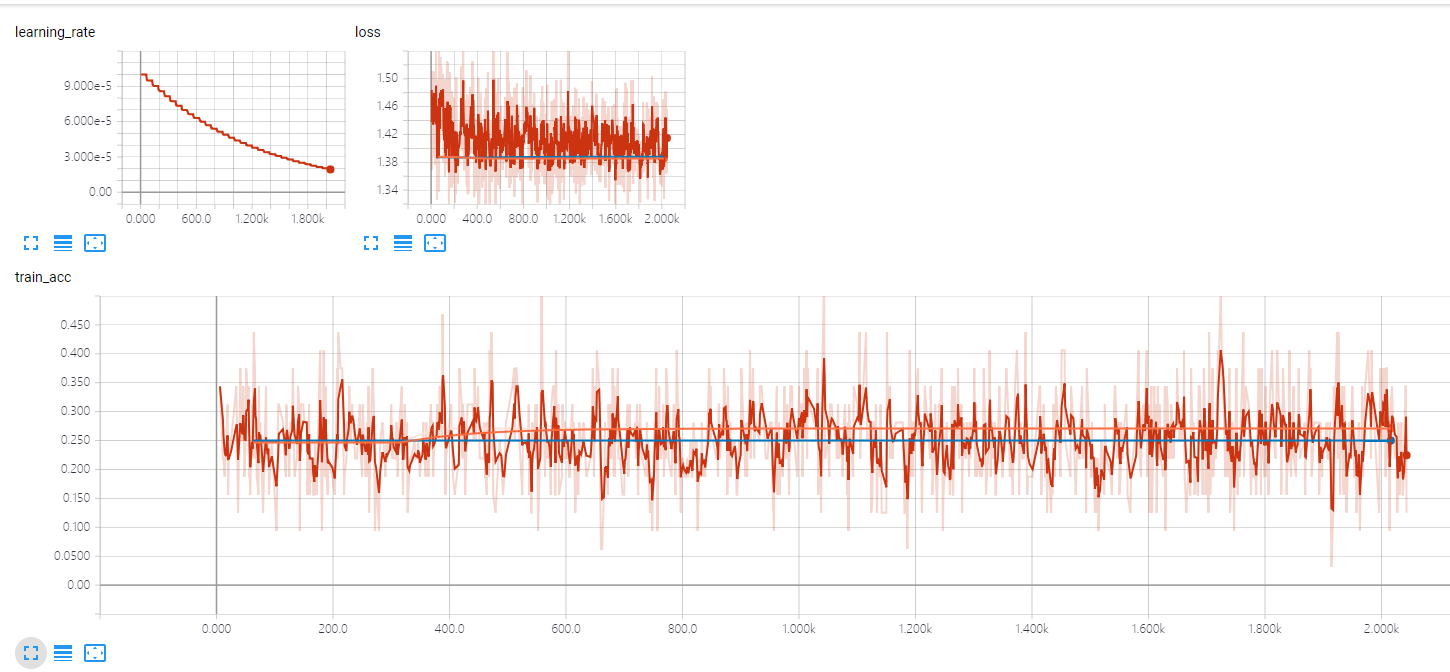 learning_rate loss
9.000e-5
6.000e-5
3.000e-5
0.00
0.000 600.0 1.200k 1.800k
1.50
1.46
1.42
1.38
1.34
0.000 400.0 800.0 1.200k 1.600k 2.000k
train_acc
0.450
0.400
0.350
0.300
0.250
0.200
0.150
0.100
0.0500
0.00
0.000 200.0 400.0 600.0 800.0 1.000k 1.200k 1.400k 1.600k 1.800k 2.000k